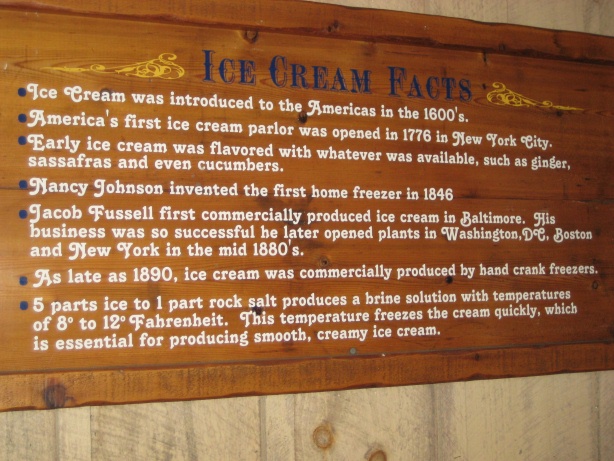 Ice Cream Facts
•Ice Cream was introduced to the Americas in the 1600's.
•America's first ice cream parlor was opened in 1776 in New York City.
•Early ice cream was flavored with whatever was available, such as ginger,
sassafras and even cucumbers.
•Nancy Johnson invented the first home freezer in 1846
•Jacob Fussell first commercially produced ice cream in Baltimore. His
business was so successful he later opened plants in Washington,DC, Boston
and New York in the mid 1880's.
• As late as 1890, ice cream was commercially produced by hand crank freezers.
•5 parts ice to 1 part rock salt produces a brine solution with temperatures
of 8° to 12° Fahrenheit. This temperature freezes the cream quickly, which
is essential for producing smooth, creamy ice cream.